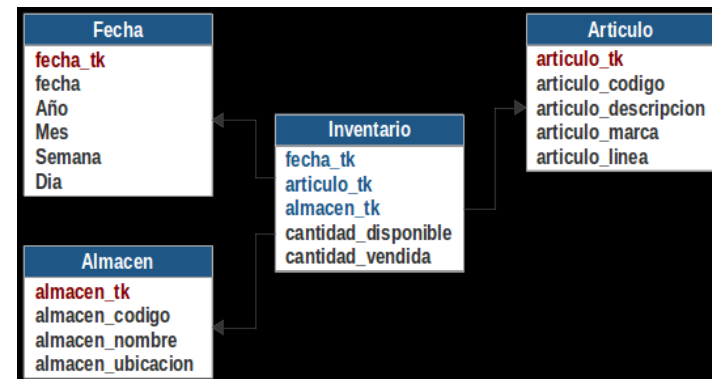 Fecha
fecha_tk
fecha
Año
Mes
Semana
Dia
Articulo
articulo_tk
articulo_codigo
articulo_descripcion
articulo_marca
articulo_linea
Inventario
fecha_tk
articulo_tk
almacen_tk
cantidad_disponible
cantidad_vendida
Almacen
almacen_tk
almacen_codigo
almacen_nombre
almacen_ubicacion